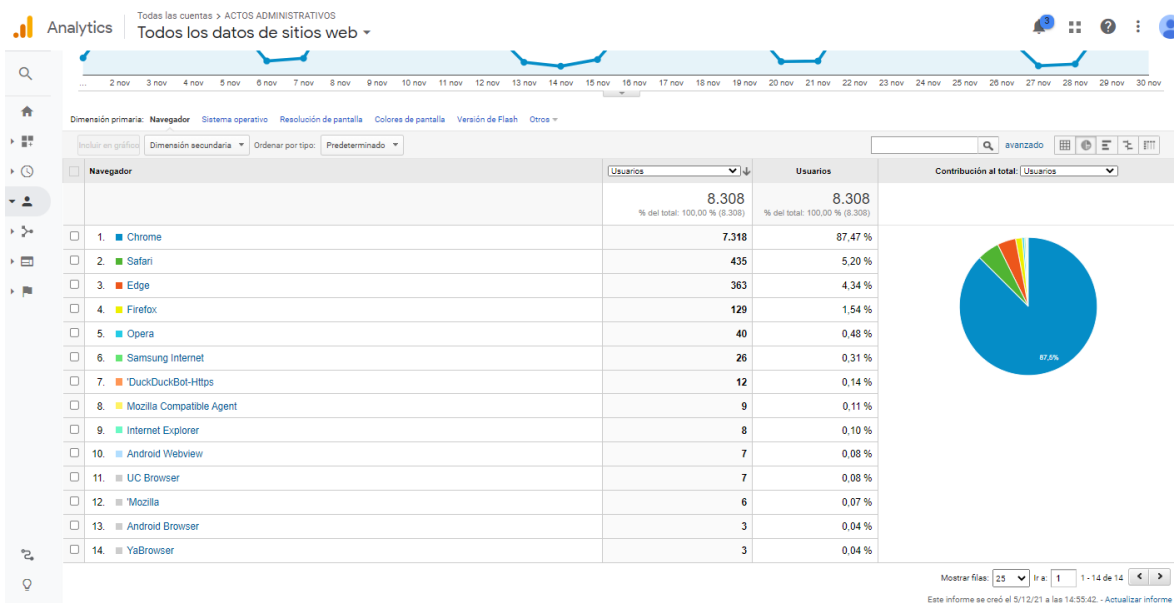 Todas las cuentas > ACTOS ADMINISTRATIVOS
Analytics
Todos los datos de sitios web
3
... 2 nov 3 nov 4 nov 5 nov 6 nov 7 nov 8 nov 9 nov 10 nov 11 nov 12 nov 13 nov 14 nov 15 nov 16 nov 17 nov 18 nov 19 nov 20 nov 21 nov 22 nov 23 nov 24 nov 25 nov 26 nov 27 nov 28 nov 29 nov 30 nov
Dimensión primaria: Navegador Sistema operativo Resolución de pantalla Colores de pantalla Versión de Flash Otros
Incluir en gráfico Dimensión secundaria Ordenar por tipo: Predeterminado avanzado
Navegador Usuarios Usuarios Contribución al total: Usuarios
8.308 8.308
% del total: 100,00 % (8.308) % del total: 100,00 % (8.308)
1. Chrome 7.318 87,47 %
2. Safari 435 5,20 %
3. Edge 363 4,34 %
4. Firefox 129 1,54 %
5. Opera 40 0,48 %
6. Samsung Internet 26 0,31 %
87,5%
7. 'DuckDuckBot-Https 12 0,14 %
8. Mozilla Compatible Agent 9 0,11 %
9. Internet Explorer 8 0,10 %
10. Android Webview 7 0,08 %
11. UC Browser 7 0,08 %
12. 'Mozilla 6 0,07 %
13. Android Browser 3 0,04 %
14. YaBrowser 3 0,04 %
Mostrar filas: 25 Ir a: 1 1 - 14 de 14
Este informe se creó el 5/12/21 a las 14:55:42. - Actualizar informe